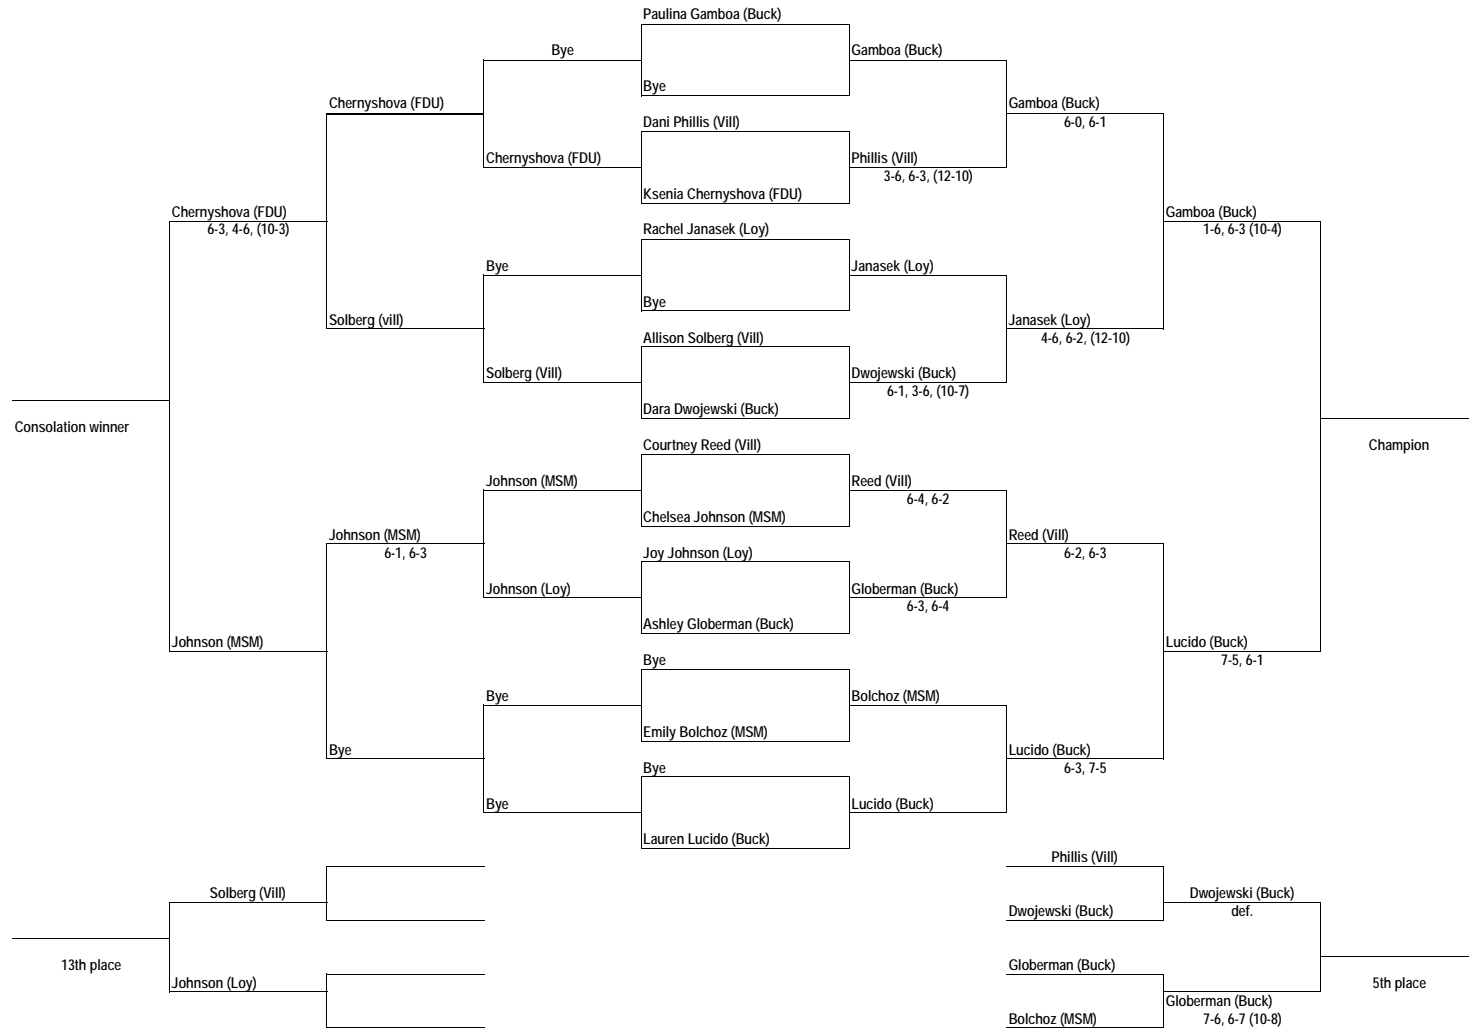 Paulina Gamboa (Buck)
Bye
Gamboa (Buck)
Bye
Chernyshova (FDU)
Gamboa (Buck)
6-0, 6-1
Dani Phillis (Vill)
Chernyshova (FDU)
Phillis (Vill)
3-6, 6-3, (12-10)
Ksenia Chernyshova (FDU)
Chernyshova (FDU)
6-3, 4-6, (10-3)
Gamboa (Buck)
1-6, 6-3 (10-4)
Rachel Janasek (Loy)
Bye
Janasek (Loy)
Bye
Solberg (vill)
Janasek (Loy)
4-6, 6-2, (12-10)
Allison Solberg (Vill)
Solberg (Vill)
Dwojewski (Buck)
6-1, 3-6, (10-7)
Dara Dwojewski (Buck)
Consolation winner
Champion
Courtney Reed (Vill)
Johnson (MSM)
Reed (Vill)
6-4, 6-2
Chelsea Johnson (MSM)
Johnson (MSM)
6-1, 6-3
Reed (Vill)
6-2, 6-3
Joy Johnson (Loy)
Johnson (Loy)
Globerman (Buck)
6-3, 6-4
Ashley Globerman (Buck)
Johnson (MSM)
Lucido (Buck)
7-5, 6-1
Bye
Bye
Bolchoz (MSM)
Emily Bolchoz (MSM)
Bye
Lucido (Buck)
6-3, 7-5
Bye
Bye
Lucido (Buck)
Lauren Lucido (Buck)
Phillis (Vill)
Solberg (Vill)
Dwojewski (Buck)
def.
Dwojewski (Buck)
13th place
Globerman (Buck)
Johnson (Loy)
5th place
Globerman (Buck)
7-6, 6-7 (10-8)
Bolchoz (MSM)